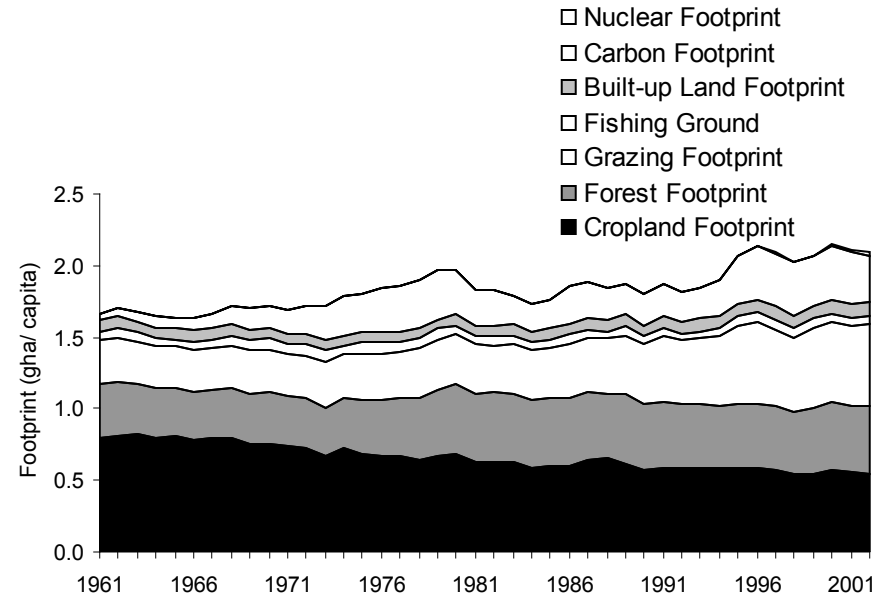 Nuclear Footprint
Carbon Footprint
Built-up Land Footprint
Fishing Ground
Grazing Footprint
Forest Footprint
Cropland Footprint
Footprint (gha/ capita)
2.5
2.0
1.5
1.0
0.5
0.0
1961 1966 1971 1976 1981 1986 1991 1996 2001